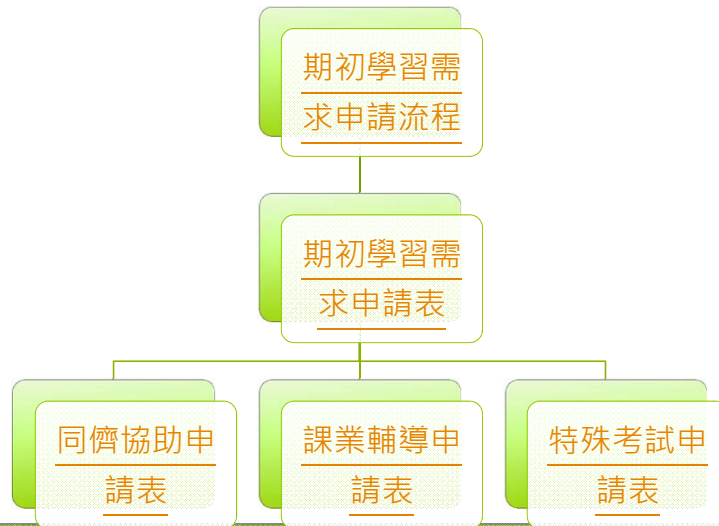 期初學習需
求申請流程
期初學習需
求申請表
同儕協助申
請表
課業輔導申
請表
特殊考試申
請表